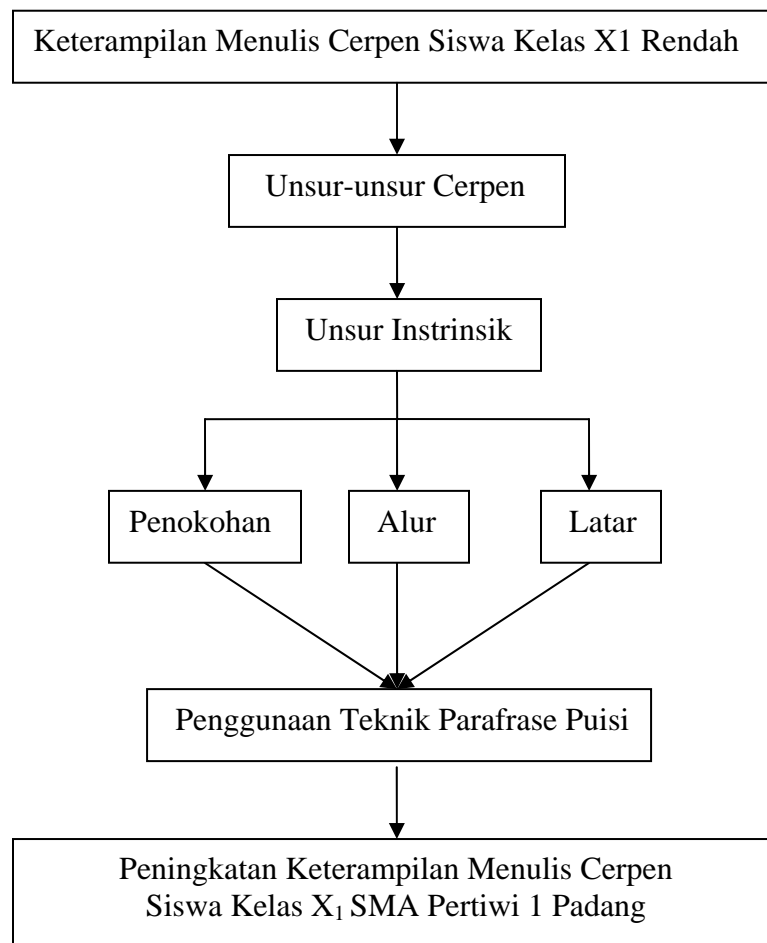 Keterampilan Menulis Cerpen Siswa Kelas X1 Rendah
Unsur-unsur Cerpen
Unsur Instrinsik
Penokohan
Alur
Latar
Penggunaan Teknik Parafrase Puisi
Peningkatan Keterampilan Menulis Cerpen
Siswa Kelas X₁ SMA Pertiwi 1 Padang